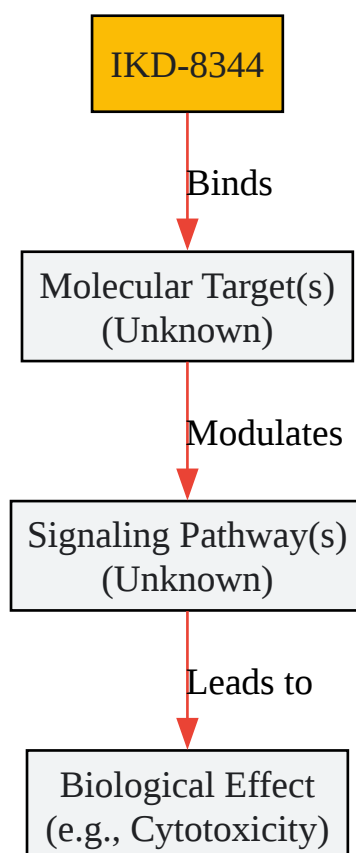 IKD-8344
Binds
Molecular Target(s)
(Unknown)
Modulates
Signaling Pathway(s)
(Unknown)
Leads to
Biological Effect
(e.g., Cytotoxicity)